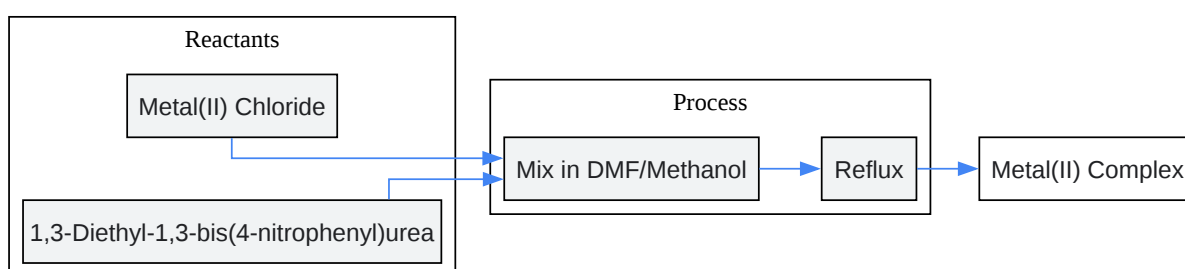 Reactants
Metal(II) Chloride
1,3-Diethyl-1,3-bis(4-nitrophenyl)urea
Process
Mix in DMF/Methanol
Reflux
Metal(II) Complex